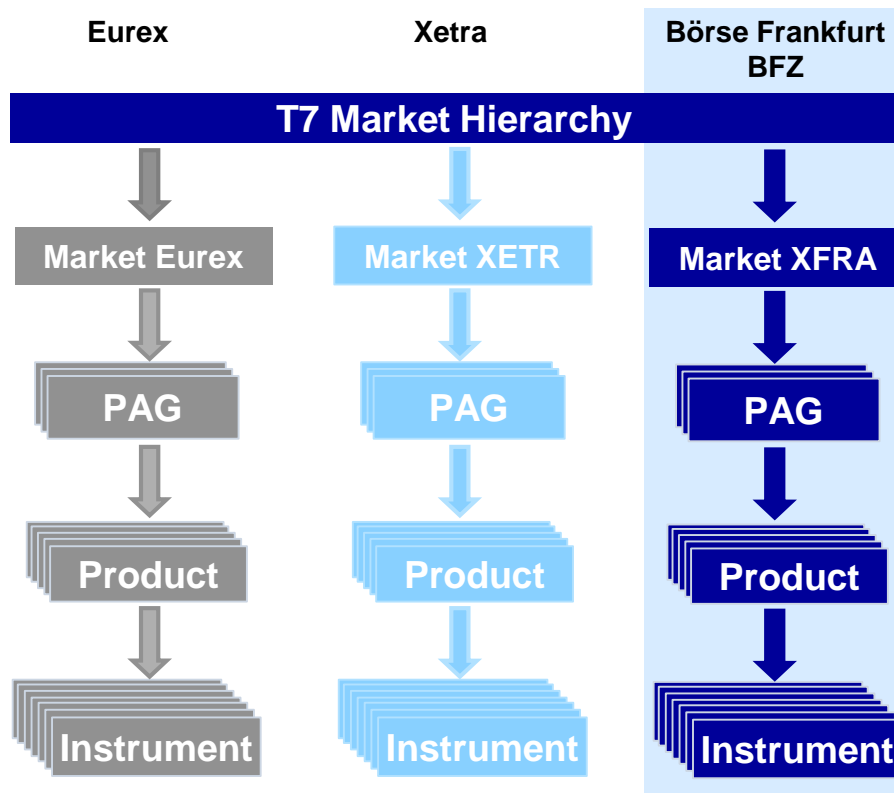 Eurex
Xetra
Börse Frankfurt
BFZ
T7 Market Hierarchy
Market Eurex
Market XETR
Market XFRA
PAG
PAG
PAG
Product
Product
Product
Instrument
Instrument
Instrument